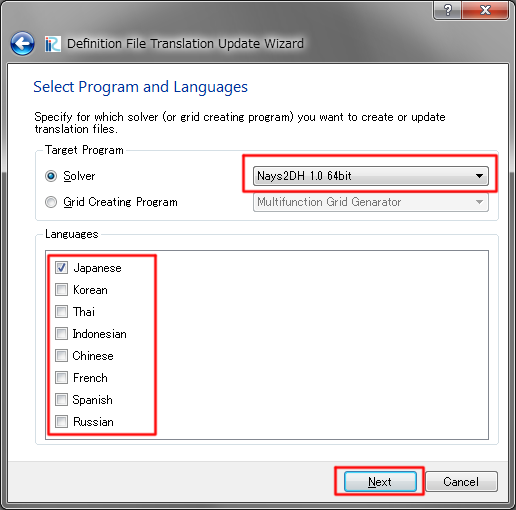 Definition File Translation Update Wizard
Select Program and Languages
Specify for which solver (or grid creating program) you want to create or update
translation files.
Target Program
Solver
Nays2DH 1.0 64bit
Grid Creating Program
Multifunction Grid Genarator
Languages
Japanese
Korean
Thai
Indonesian
Chinese
French
Spanish
Russian
Next
Cancel